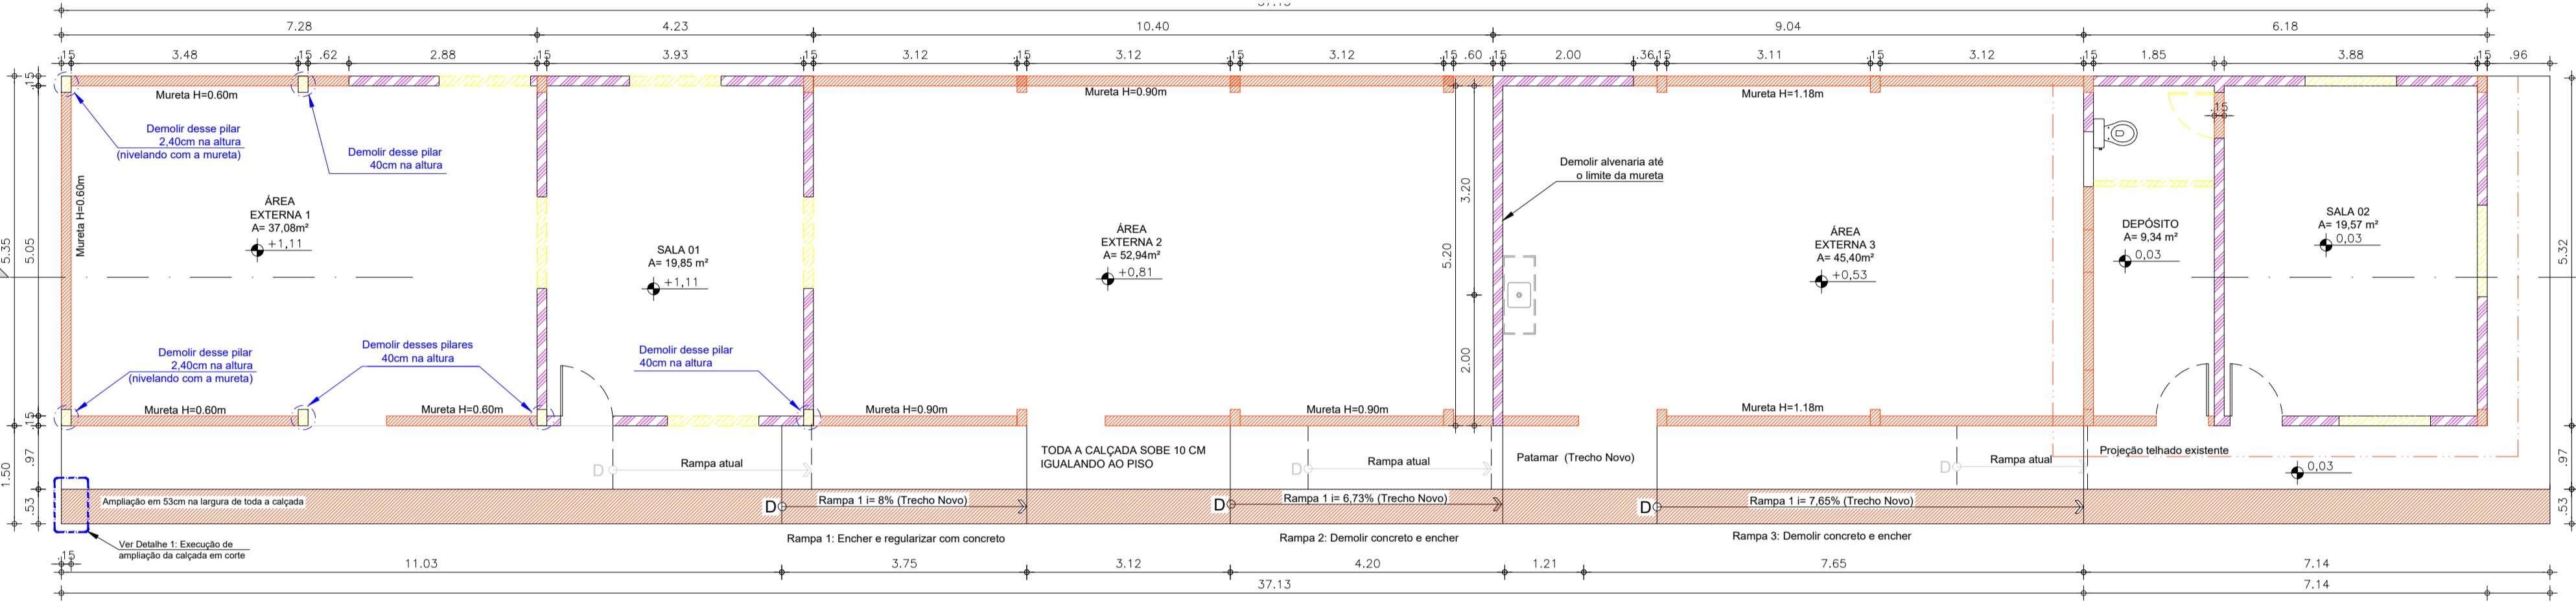 7.28 4.23 10.40 9.04 6.18
.15 3.48 .15 .62 2.88 .15 3.93 .15 3.12 .15 3.12 .15 3.12 .15 .60 .15 2.00 .36 .15 3.11 .15 3.12 .15 1.85 3.88 .15 .96
.15
Mureta H=0.60m
Mureta H=0.90m
Mureta H=1.18m
.15
Demolir desse pilar
2,40cm na altura
(nivelando com a mureta)
Demolir desse pilar
40cm na altura
Demolir alvenaria até
o limite da mureta
Mureta H=0.60m
ÁREA
EXTERNA 1
A= 37,08m²
+1,11
SALA 01
A= 19,85 m²
+1,11
ÁREA
EXTERNA 2
A= 52,94m²
+0,81
3.20
5.20
2.00
ÁREA
EXTERNA 3
A= 45,40m²
+0,53
DEPÓSITO
A= 9,34 m²
0,03
SALA 02
A= 19,57 m²
0,03
5.35
5.05
5.32
Demolir desse pilar
2,40cm na altura
(nivelando com a mureta)
Demolir desses pilares
40cm na altura
Demolir desse pilar
40cm na altura
Mureta H=0.60m
Mureta H=0.60m
Mureta H=0.90m
Mureta H=0.90m
Mureta H=1.18m
.15
1.50
.97
.53
D
Rampa atual
TODA A CALÇADA SOBE 10 CM
IGUALANDO AO PISO
D
Rampa atual
Patamar (Trecho Novo)
D
Rampa atual
Projeção telhado existente
0,03
.97
.53
Ampliação em 53cm na largura de toda a calçada
D
Rampa 1 i= 8% (Trecho Novo)
D
Rampa 1 i= 6,73% (Trecho Novo)
D
Rampa 1 i= 7,65% (Trecho Novo)
Ver Detalhe 1: Execução de
ampliação da calçada em corte
Rampa 1: Encher e regularizar com concreto
Rampa 2: Demolir concreto e encher
Rampa 3: Demolir concreto e encher
.15 11.03 3.75 3.12 4.20 1.21 7.65 7.14
37.13 7.14